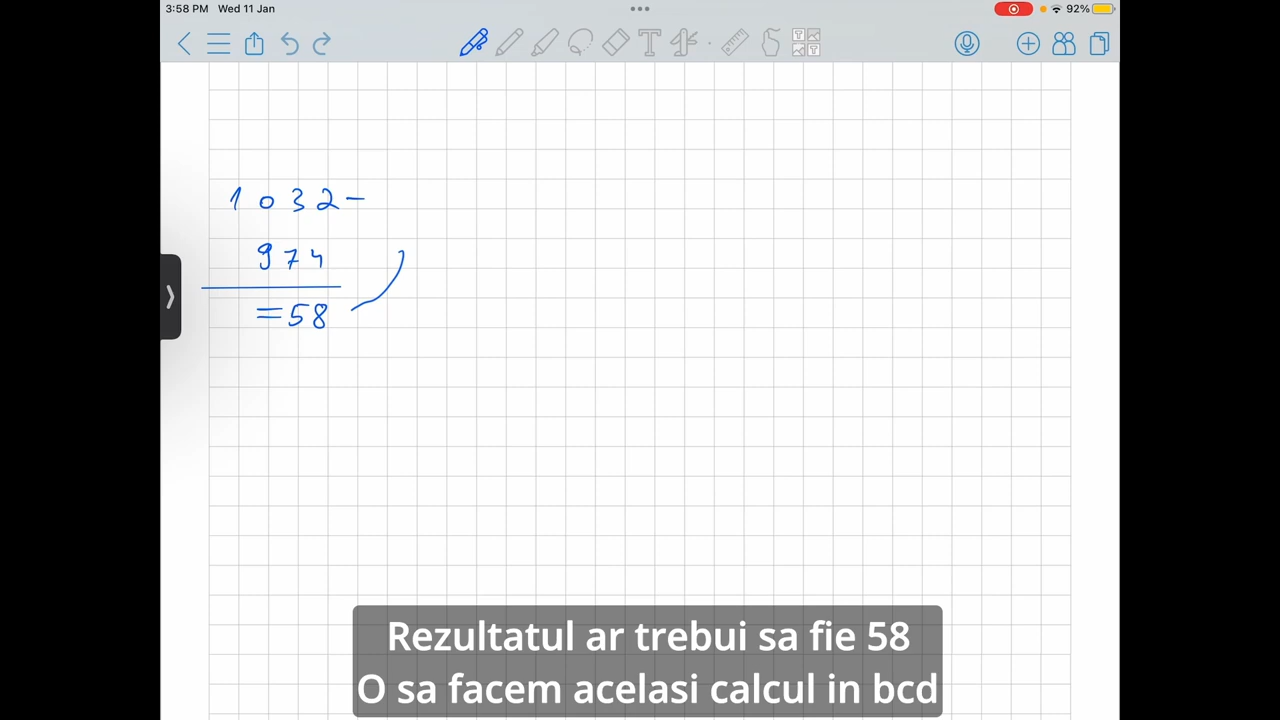 3:58 PM Wed 11 Jan 92%
1032-
974
=58
Rezultatul ar trebui sa fie 58
O sa facem acelasi calcul in bcd